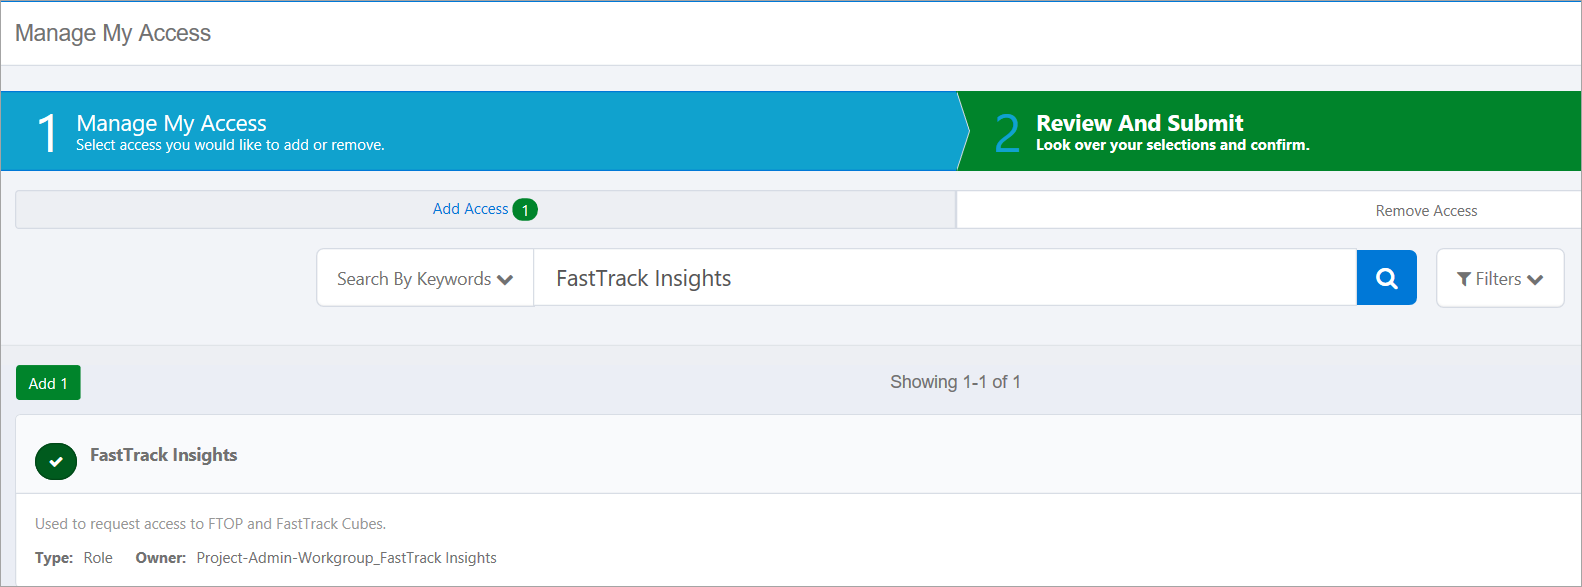 Manage My Access
1 Manage My Access
Select access you would like to add or remove.
2 Review And Submit
Look over your selections and confirm.
Add Access 1
Remove Access
Search By Keywords
FastTrack Insights
Filters
Add 1
Showing 1-1 of 1
FastTrack Insights
Used to request access to FTOP and FastTrack Cubes.
Type: Role Owner: Project-Admin-Workgroup_FastTrack Insights